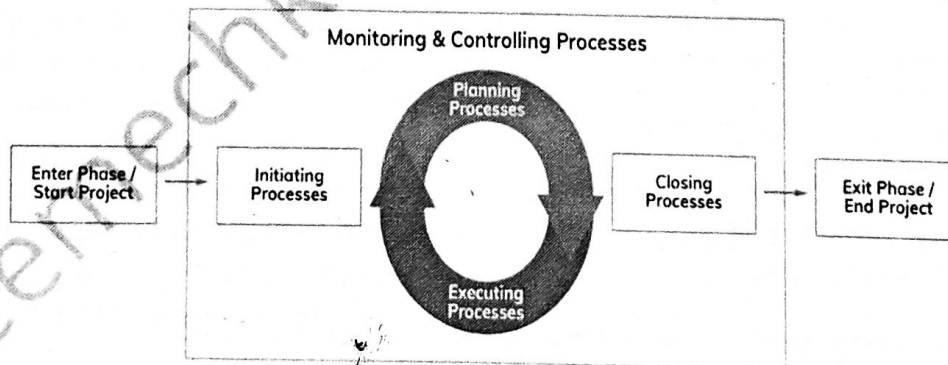 Monitoring & Controlling Processes
Planning
Processes
Enter Phase /
Start Project
Initiating
Processes
Closing
Processes
Exit Phase /
End Project
Executing
Processes